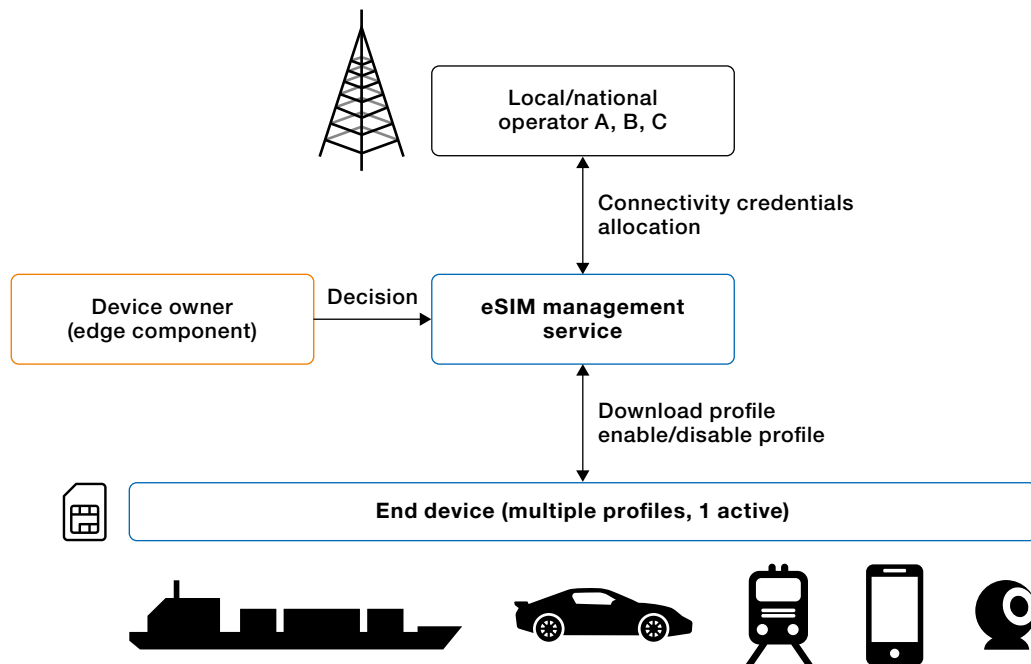 Local/national
operator A, B, C
Connectivity credentials
allocation
Device owner
(edge component)
Decision
eSIM management
service
Download profile
enable/disable profile
End device (multiple profiles, 1 active)